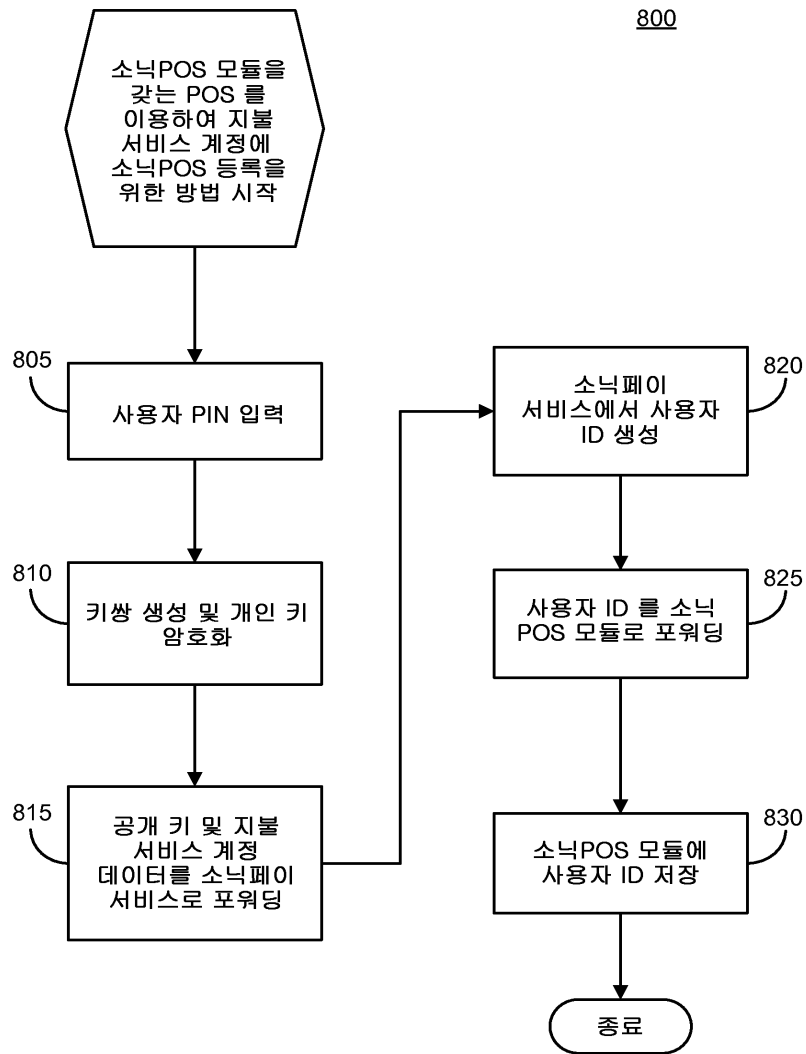 800
소닉POS 모듈을
갖는 POS 를
이용하여 지불
서비스 계정에
소닉POS 등록을
위한 방법 시작
805
사용자 PIN 입력
810
키쌍 생성 및 개인 키
암호화
815
공개 키 및 지불
서비스 계정
데이터를 소닉페이
서비스로 포워딩
820
소닉페이
서비스에서 사용자
ID 생성
825
사용자 ID 를 소닉
POS 모듈로 포워딩
830
소닉POS 모듈에
사용자 ID 저장
종료